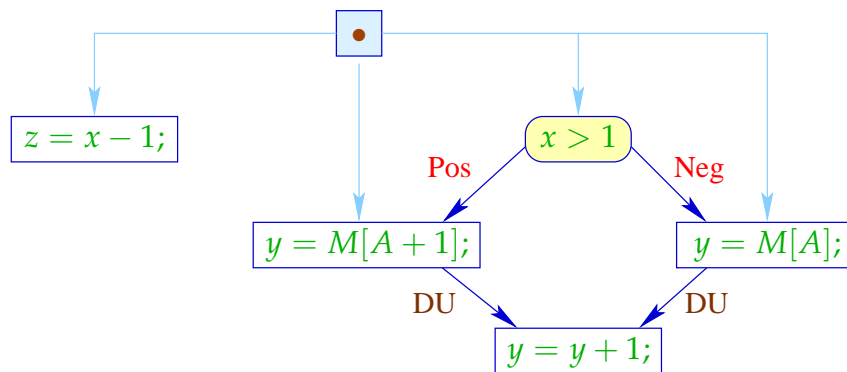 z = x − 1;
x > 1
Pos
Neg
y = M[A + 1];
y = M[A];
DU
DU
y = y + 1;